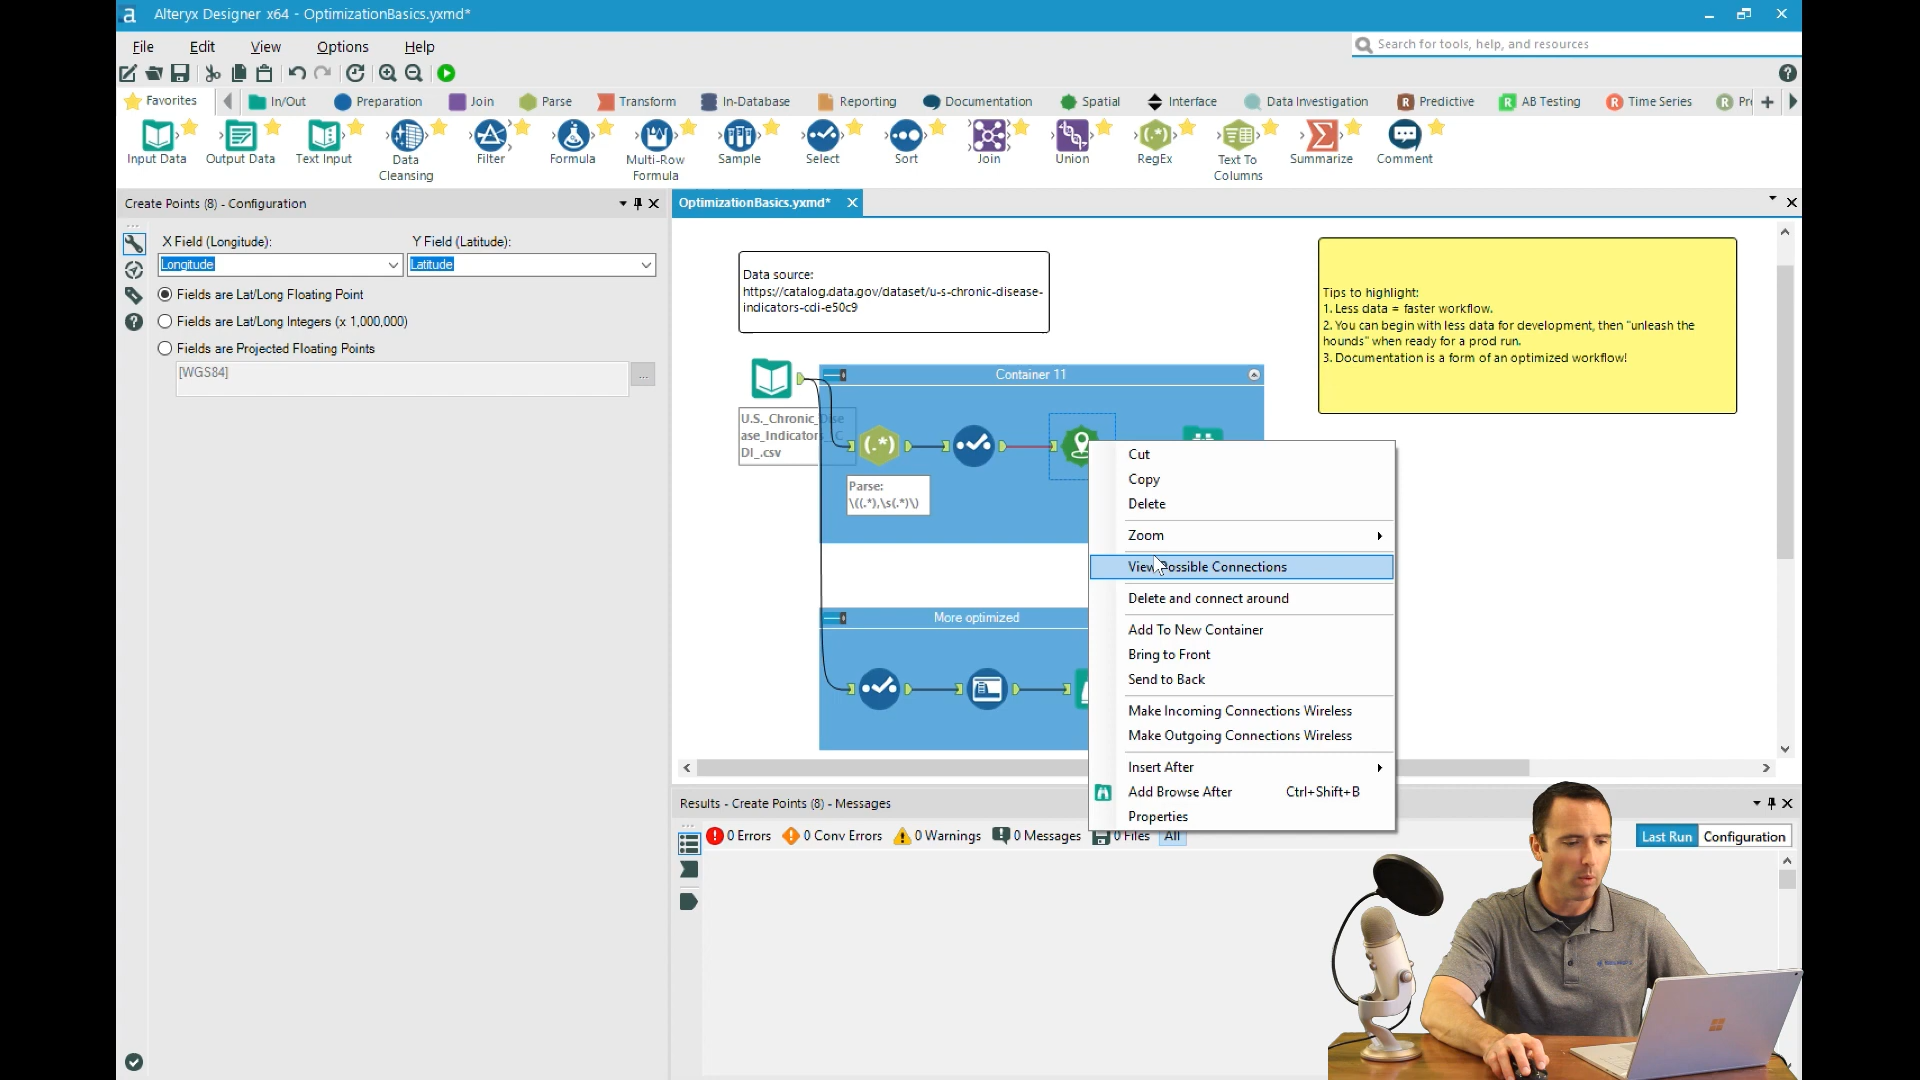 a Alteryx Designer x64 - OptimizationBasics.yxmd*
File Edit View Options Help
Search for tools, help, and resources
Favorites In/Out Preparation Join Parse Transform In-Database Reporting Documentation Spatial Interface Data Investigation Predictive AB Testing Time Series
Input Data Output Data Text Input Data Cleansing Filter Formula Multi-Row Formula Sample Select Sort Join Union RegEx Text To Columns Summarize Comment
Create Points (8) - Configuration
X Field (Longitude): Y Field (Latitude):
Longitude Latitude
Fields are Lat/Long Floating Point
Fields are Lat/Long Integers (x 1,000,000)
Fields are Projected Floating Points
[WGS84]
...
OptimizationBasics.yxmd*
Data source:
https://catalog.data.gov/dataset/u-s-chronic-disease-
indicators-cdi-e50c9
Tips to highlight:
1. Less data = faster workflow.
2. You can begin with less data for development, then "unleash the
hounds" when ready for a prod run.
3. Documentation is a form of an optimized workflow!
Container 11
U.S._Chronic_Dise
ase_Indicators__C
DI_.csv
(.*)
Parse:
\((.*),\s(.*)\)
More optimized
Cut
Copy
Delete
Zoom
View Possible Connections
Delete and connect around
Add To New Container
Bring to Front
Send to Back
Make Incoming Connections Wireless
Make Outgoing Connections Wireless
Insert After
Add Browse After Ctrl+Shift+B
Properties
Results - Create Points (8) - Messages
0 Errors 0 Conv Errors 0 Warnings 0 Messages 0 Files All
Last Run Configuration